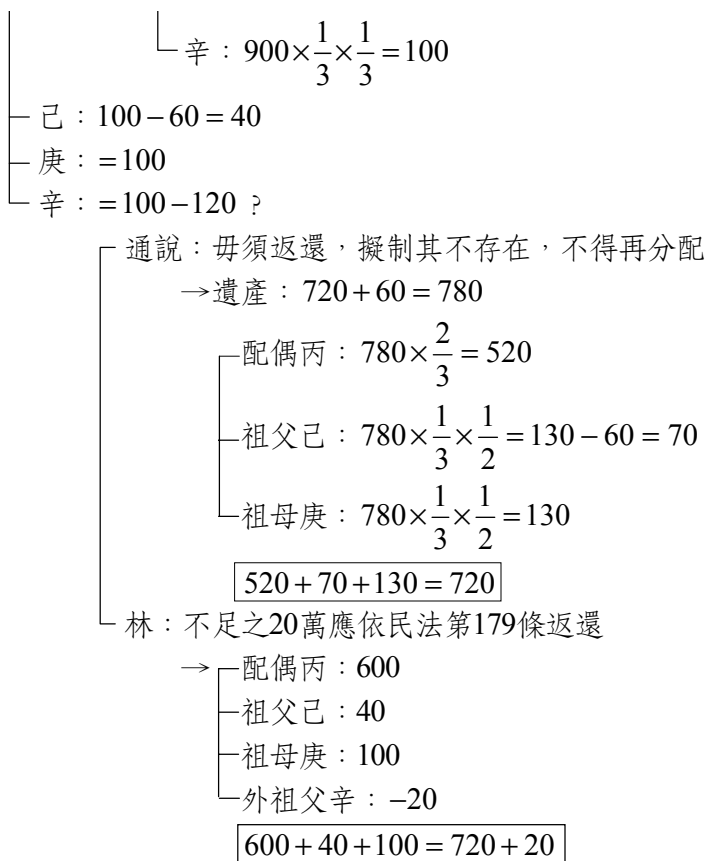 辛：900×1/3×1/3=100
己：100−60=40
庚：=100
辛：=100−120？
通說：毋須返還，擬制其不存在，不得再分配
→遺產：720+60=780
配偶丙：780×2/3=520
祖父己：780×1/3×1/2=130−60=70
祖母庚：780×1/3×1/2=130
520+70+130=720
林：不足之20萬應依民法第179條返還
→配偶丙：600
祖父己：40
祖母庚：100
外祖父辛：−20
600+40+100=720+20